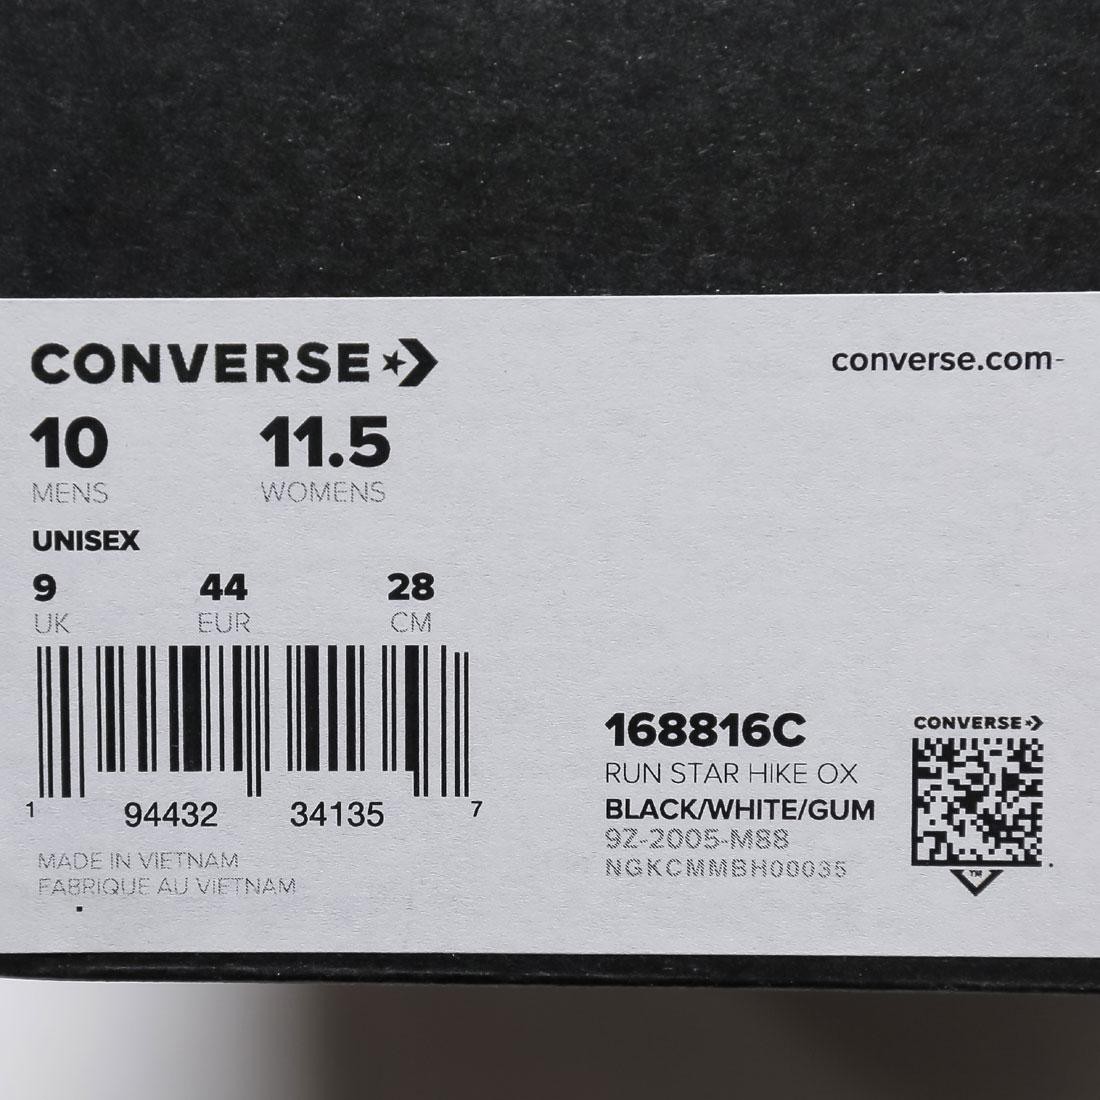 CONVERSE
converse.com-
10 11.5
MENS WOMENS
UNISEX
9 44 28
UK EUR CM
1 94432 34135 7
MADE IN VIETNAM
FABRIQUE AU VIETNAM
168816C
RUN STAR HIKE OX
BLACK/WHITE/GUM
9Z-2005-M88
NGKCMMBH00035
CONVERSE
TM